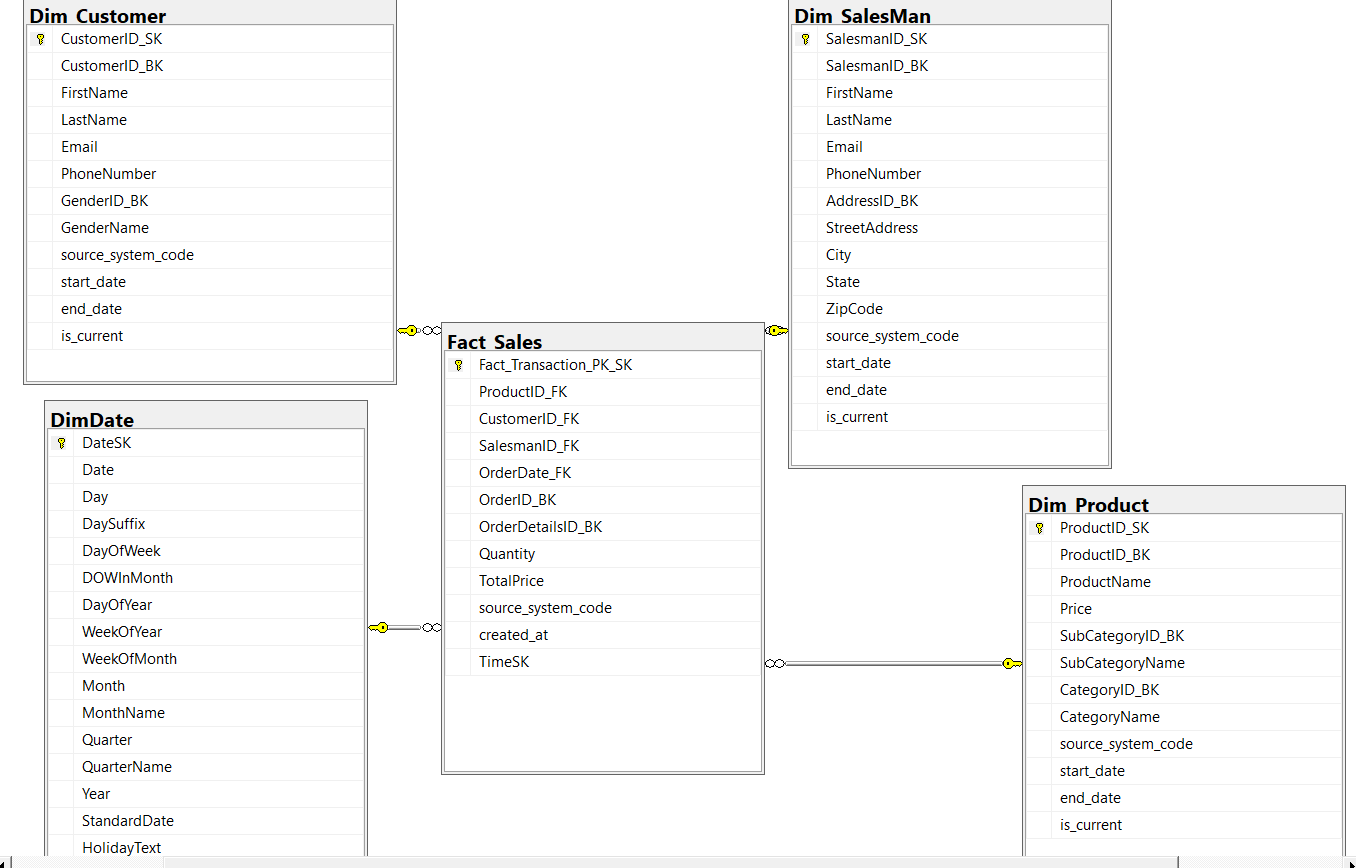 Dim_Customer
CustomerID_SK
CustomerID_BK
FirstName
LastName
Email
PhoneNumber
GenderID_BK
GenderName
source_system_code
start_date
end_date
is_current
Dim_SalesMan
SalesmanID_SK
SalesmanID_BK
FirstName
LastName
Email
PhoneNumber
AddressID_BK
StreetAddress
City
State
ZipCode
source_system_code
start_date
end_date
is_current
Fact_Sales
Fact_Transaction_PK_SK
ProductID_FK
CustomerID_FK
SalesmanID_FK
OrderDate_FK
OrderID_BK
OrderDetailsID_BK
Quantity
TotalPrice
source_system_code
created_at
TimeSK
DimDate
DateSK
Date
Day
DaySuffix
DayOfWeek
DOWInMonth
DayOfYear
WeekOfYear
WeekOfMonth
Month
MonthName
Quarter
QuarterName
Year
StandardDate
HolidayText
Dim_Product
ProductID_SK
ProductID_BK
ProductName
Price
SubCategoryID_BK
SubCategoryName
CategoryID_BK
CategoryName
source_system_code
start_date
end_date
is_current